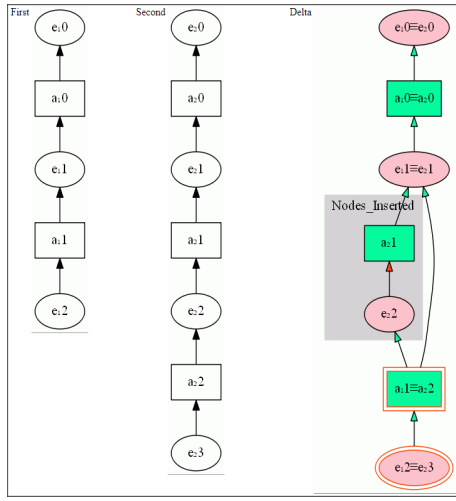 First
e₁0
a₁0
e₁1
a₁1
e₁2
Second
e₂0
a₂0
e₂1
a₂1
e₂2
a₂2
e₂3
Delta
e₁0≡e₂0
a₁0≡a₂0
e₁1≡e₂1
Nodes_Inserted
a₂1
e₂2
a₁1≡a₂2
e₁2≡e₂3